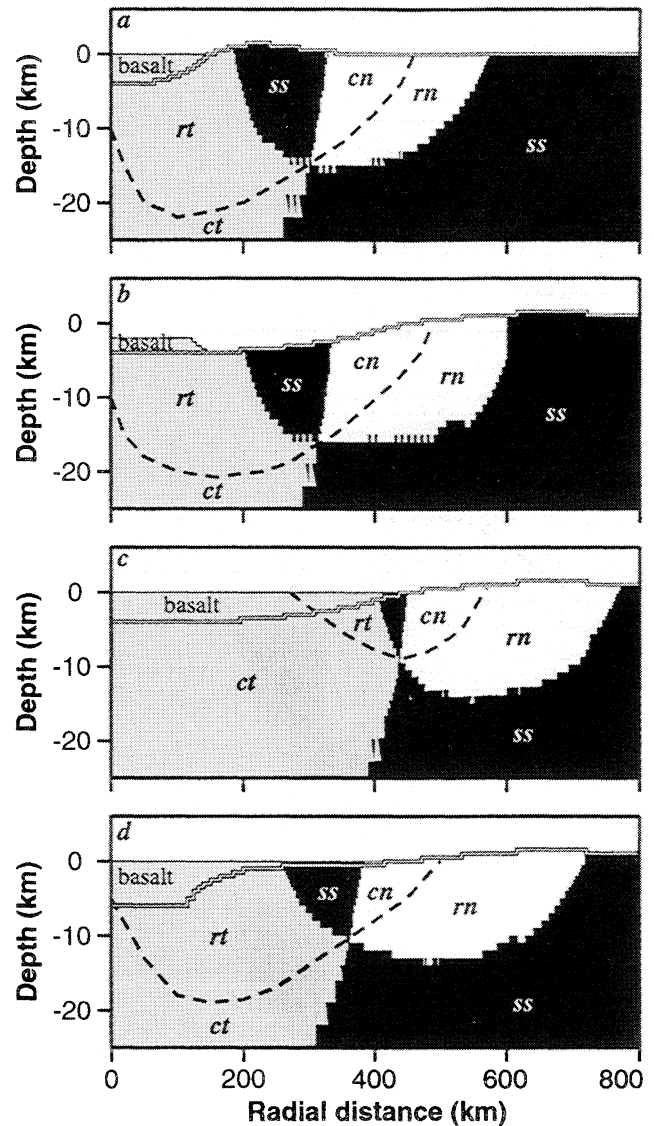 a
0
basalt
ss
cn
rn
rt
ss
-10
-20
ct
Depth (km)
b
0
basalt
ss
cn
rn
rt
ss
-10
-20
ct
Depth (km)
c
0
basalt
rt
cn
rn
ct
-10
-20
ss
Depth (km)
d
0
basalt
ss
cn
rn
rt
-10
-20
ct
ss
Depth (km)
0 200 400 600 800
Radial distance (km)